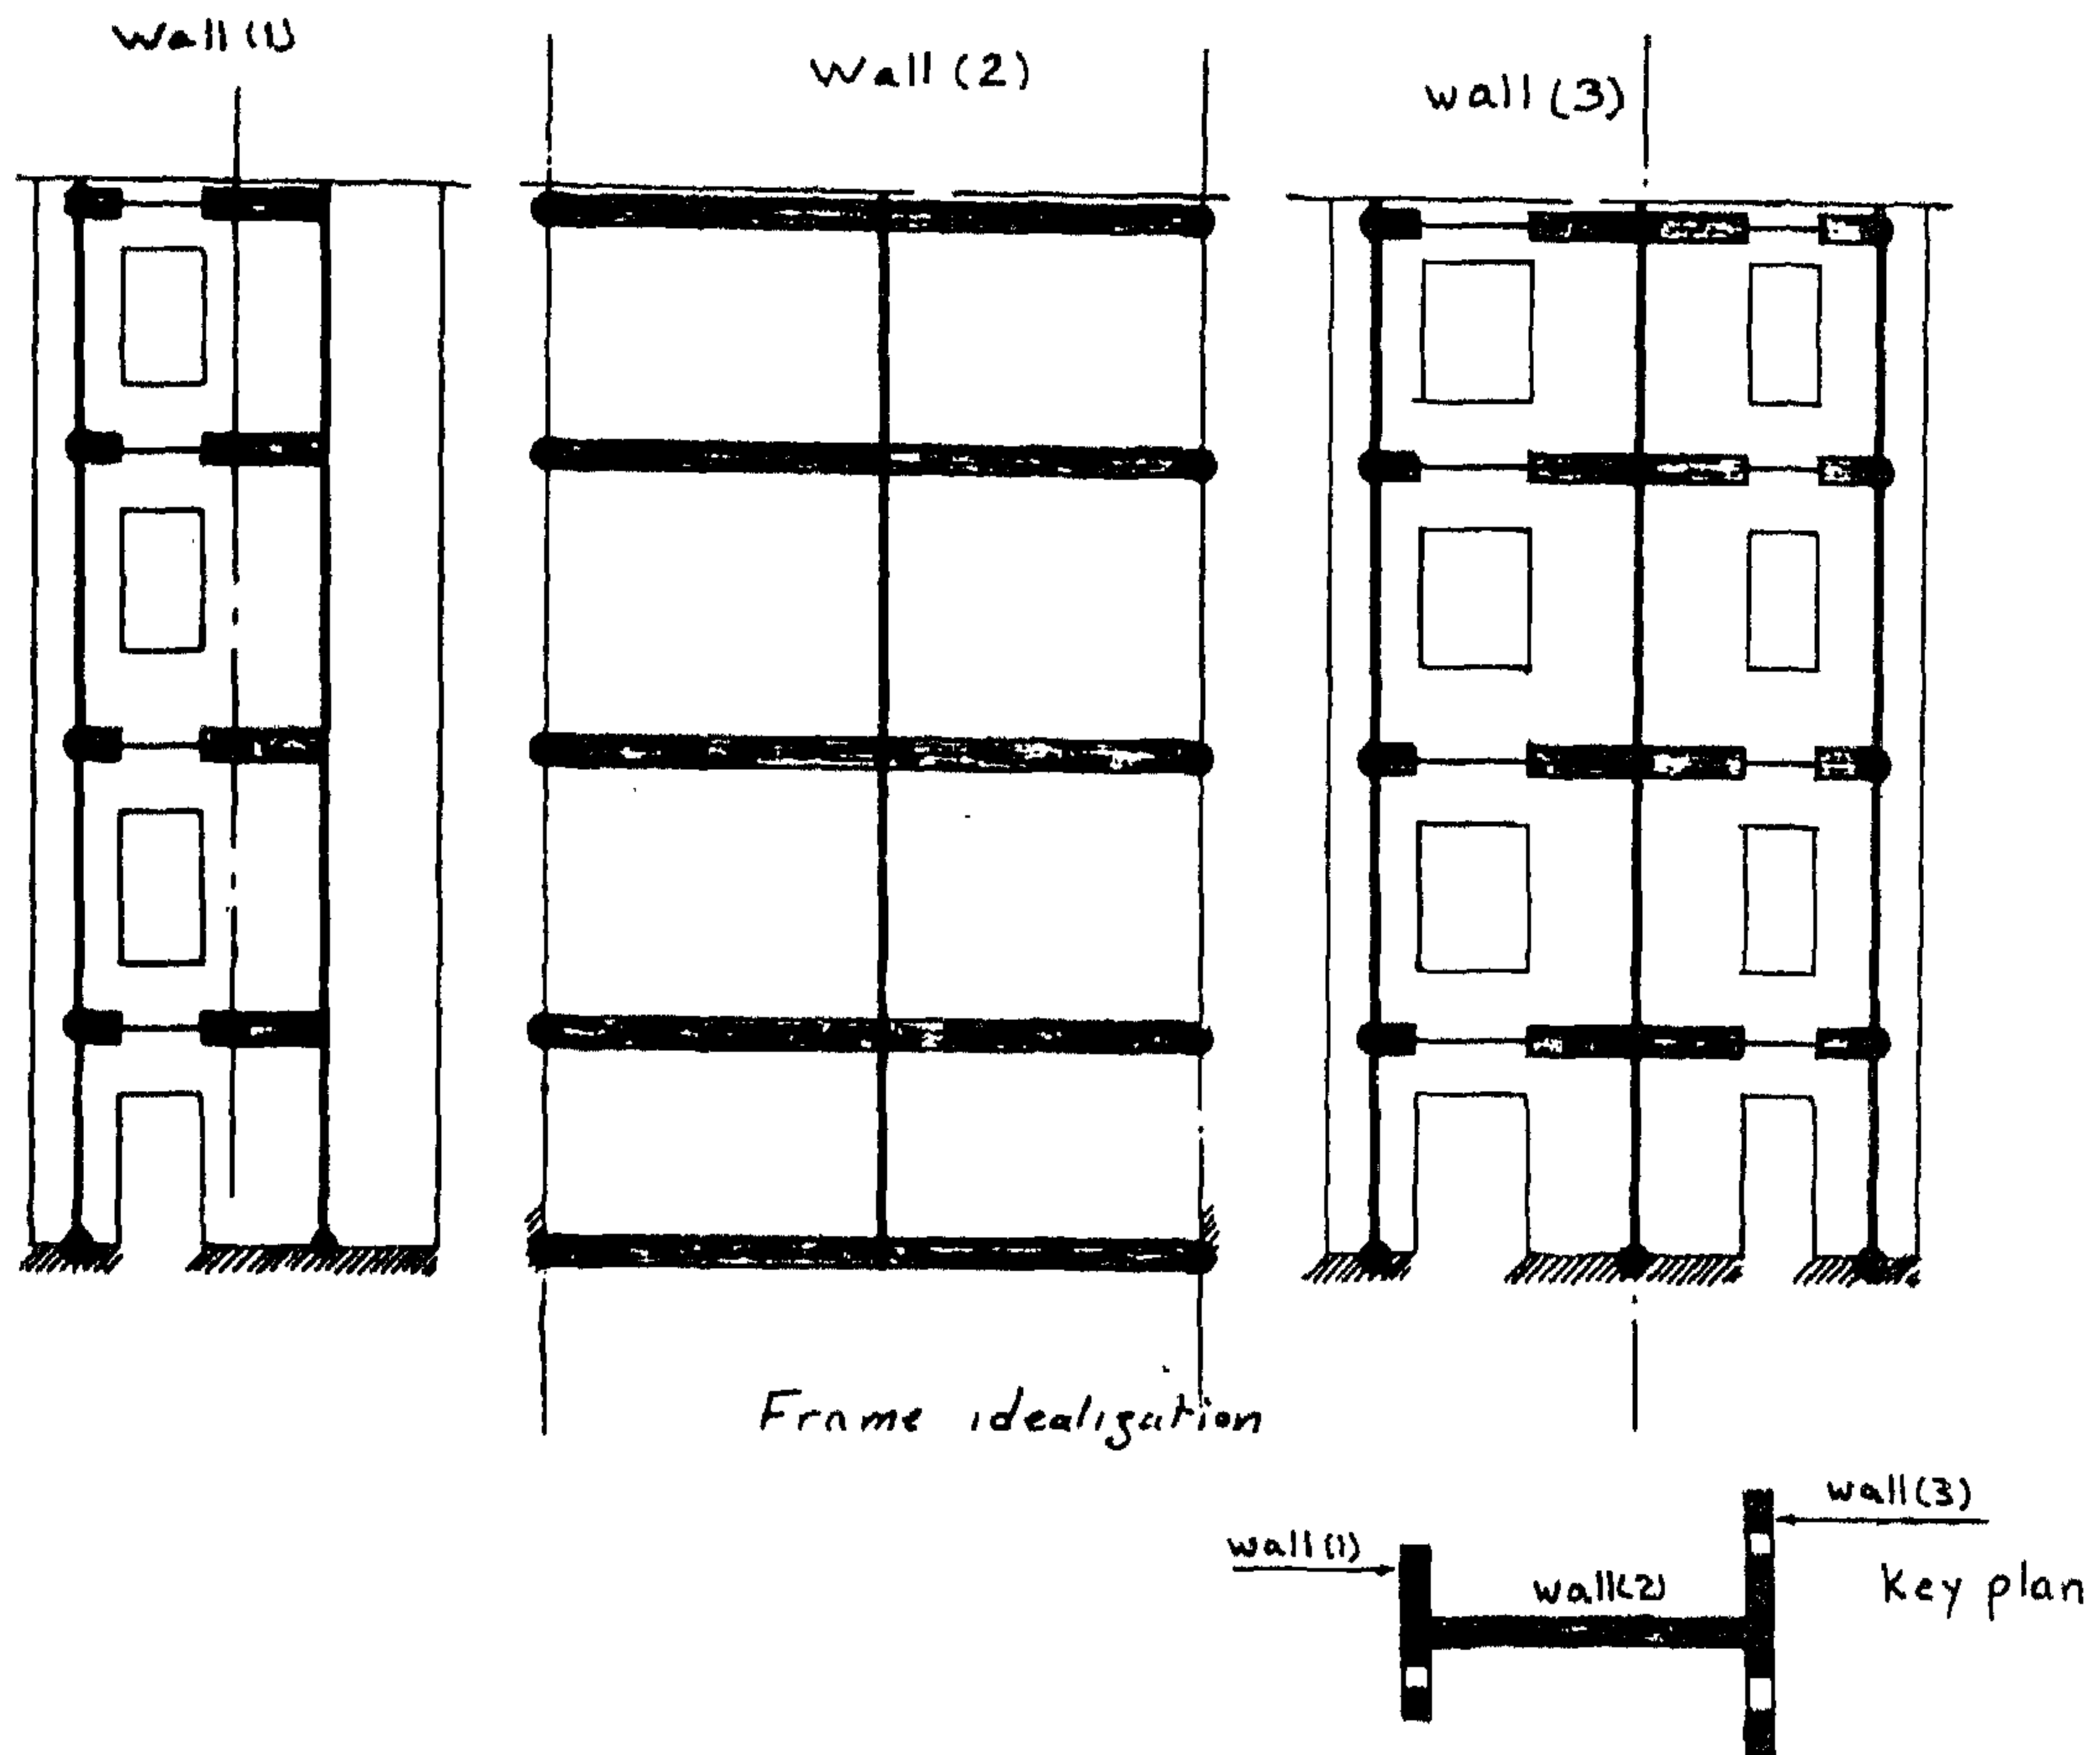 Wall (1)
Wall (2)
wall (3)
Frame idealization
wall (3)
wall (1)
wall (2)
Key plan